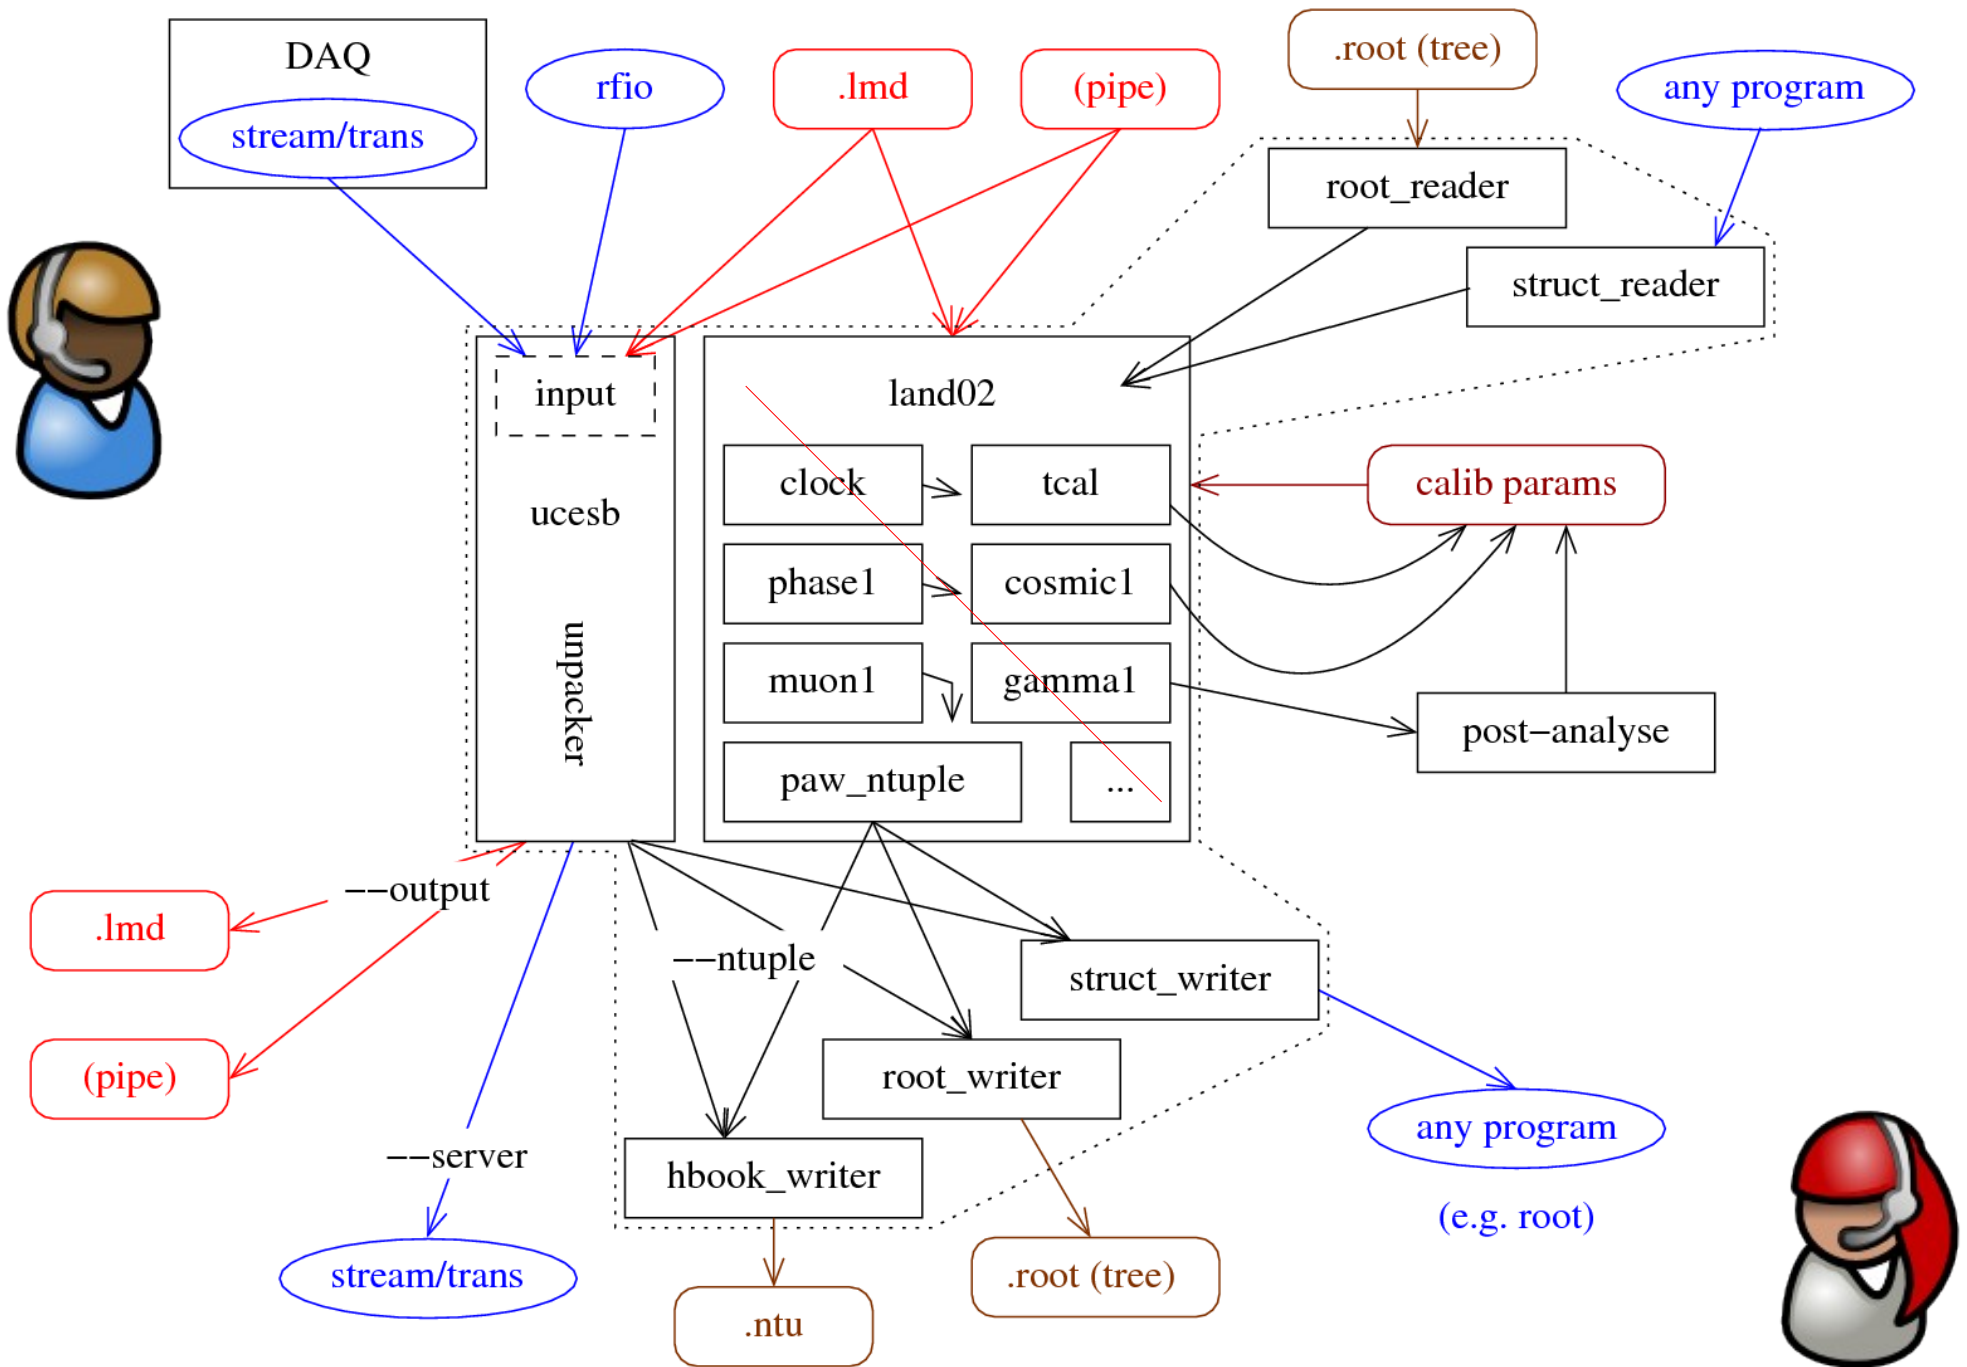 DAQ
stream/trans
rfio
.lmd
(pipe)
.root (tree)
any program
root_reader
struct_reader
input
ucesb
unpacker
land02
clock
tcal
phase1
cosmic1
muon1
gamma1
paw_ntuple
...
calib params
post−analyse
−−output
.lmd
(pipe)
−−server
stream/trans
−−ntuple
struct_writer
root_writer
hbook_writer
.ntu
.root (tree)
any program
(e.g. root)